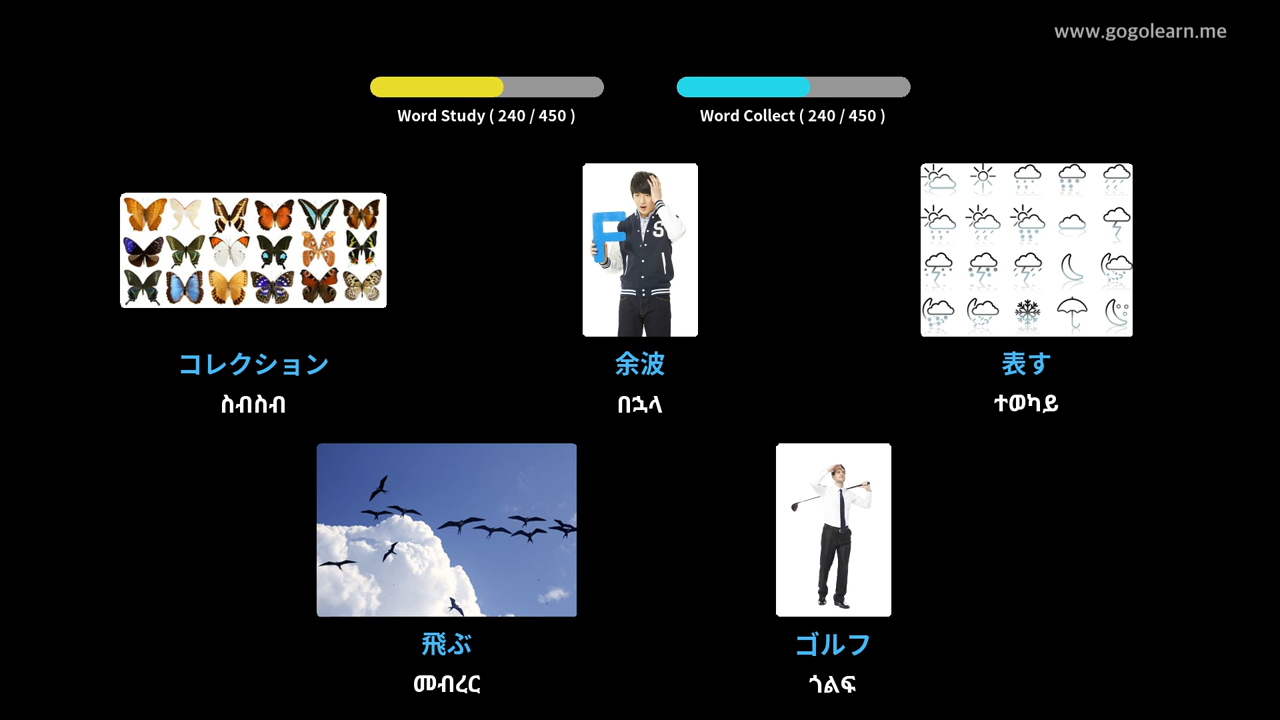 www.gogolearn.me
Word Study ( 240 / 450 )
Word Collect ( 240 / 450 )
F
S
コレクション
ስብስብ
余波
በኋላ
表す
ተወካይ
飛ぶ
መብረር
ゴルフ
ጎልፍ